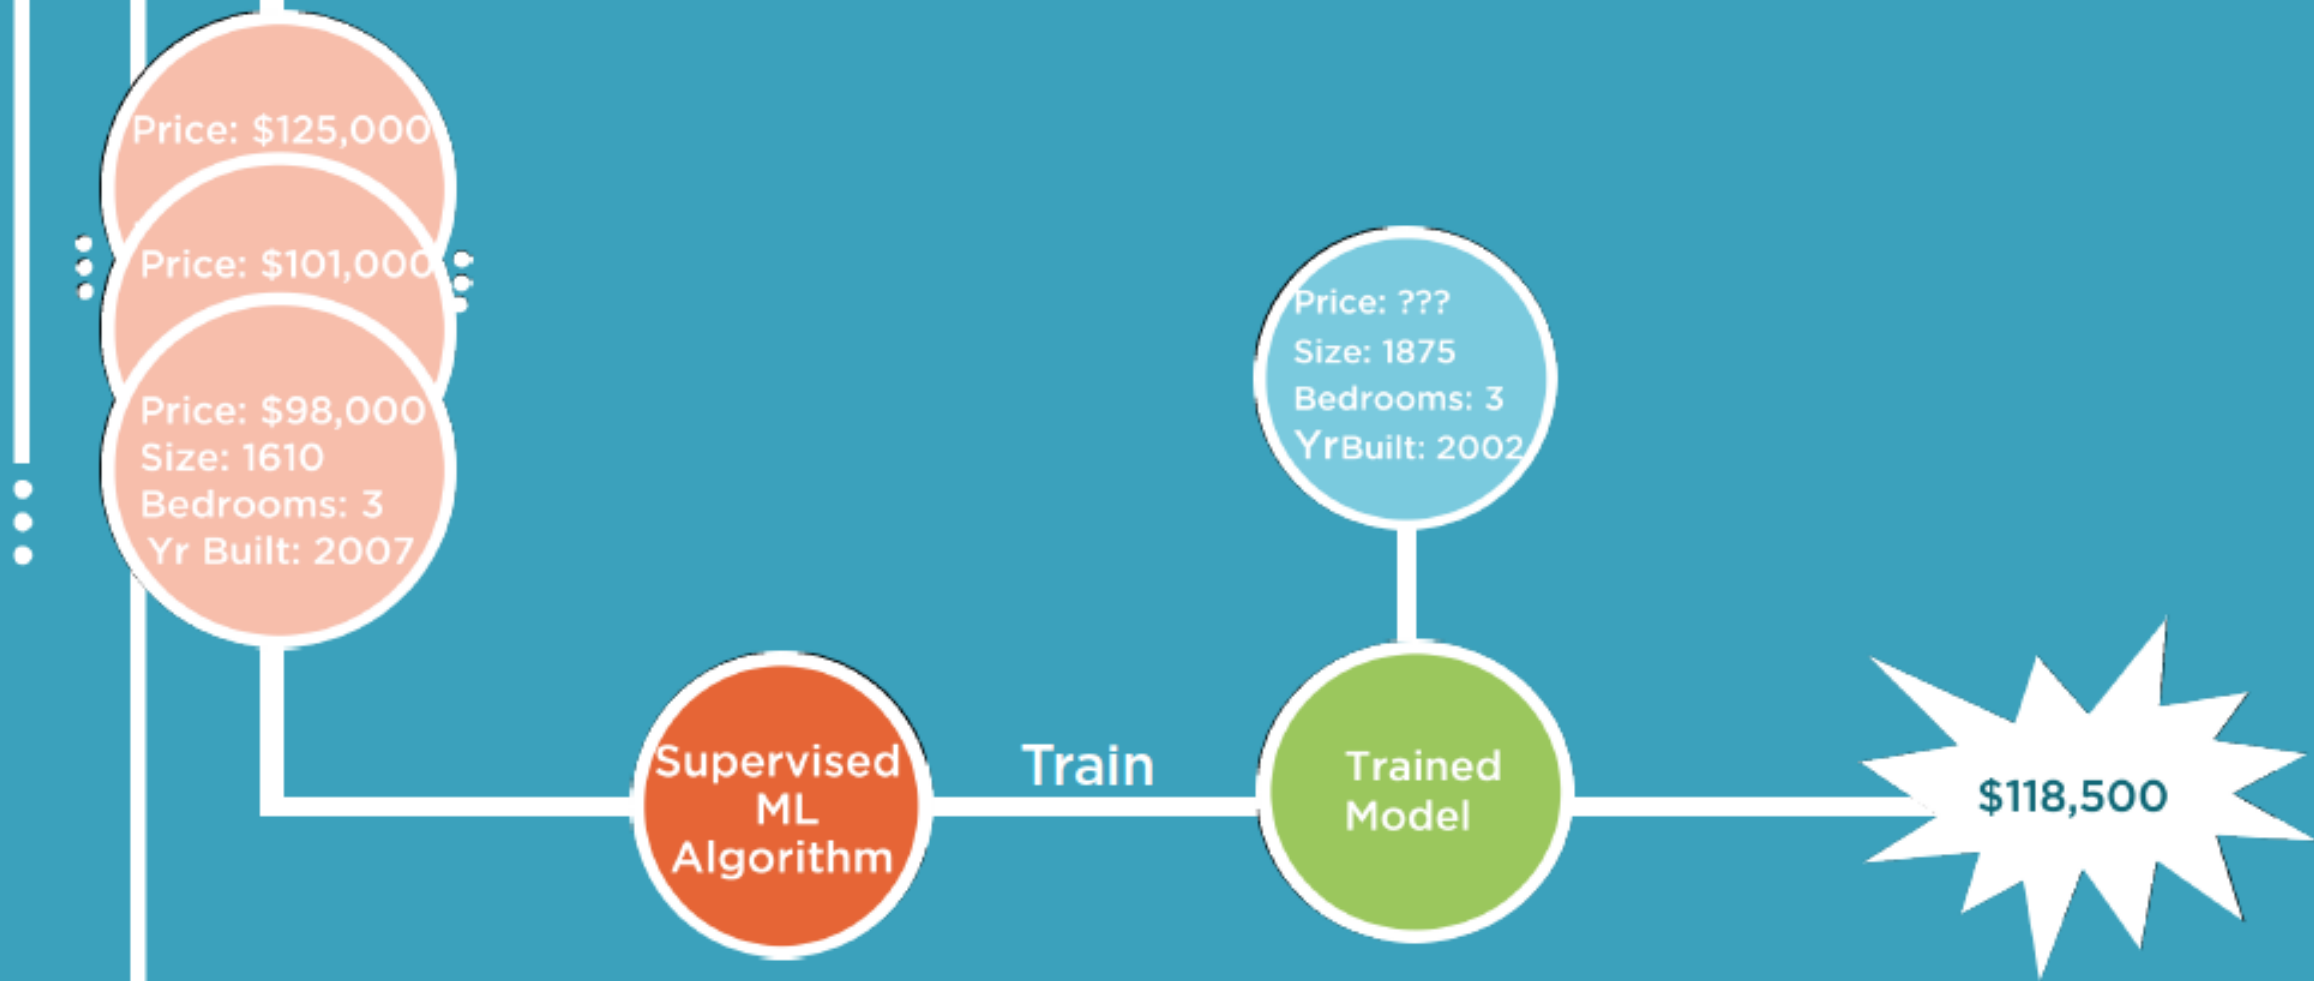 Price: $125,000
Price: $101,000
Price: $98,000
Size: 1610
Bedrooms: 3
Yr Built: 2007
Supervised
ML
Algorithm
Train
Price: ???
Size: 1875
Bedrooms: 3
YrBuilt: 2002
Trained
Model
$118,500